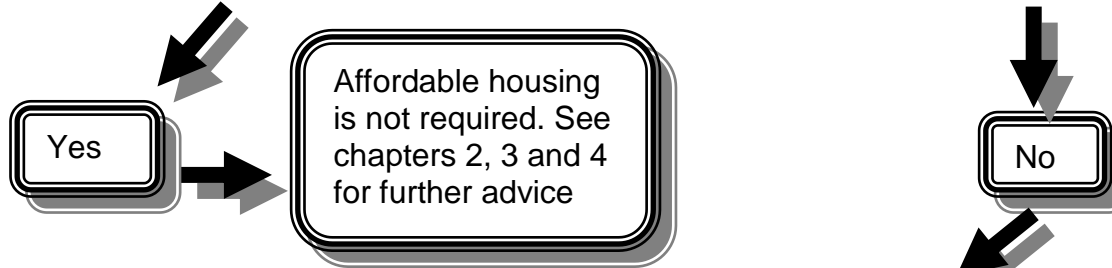 Yes
Affordable housing
is not required. See
chapters 2, 3 and 4
for further advice
No